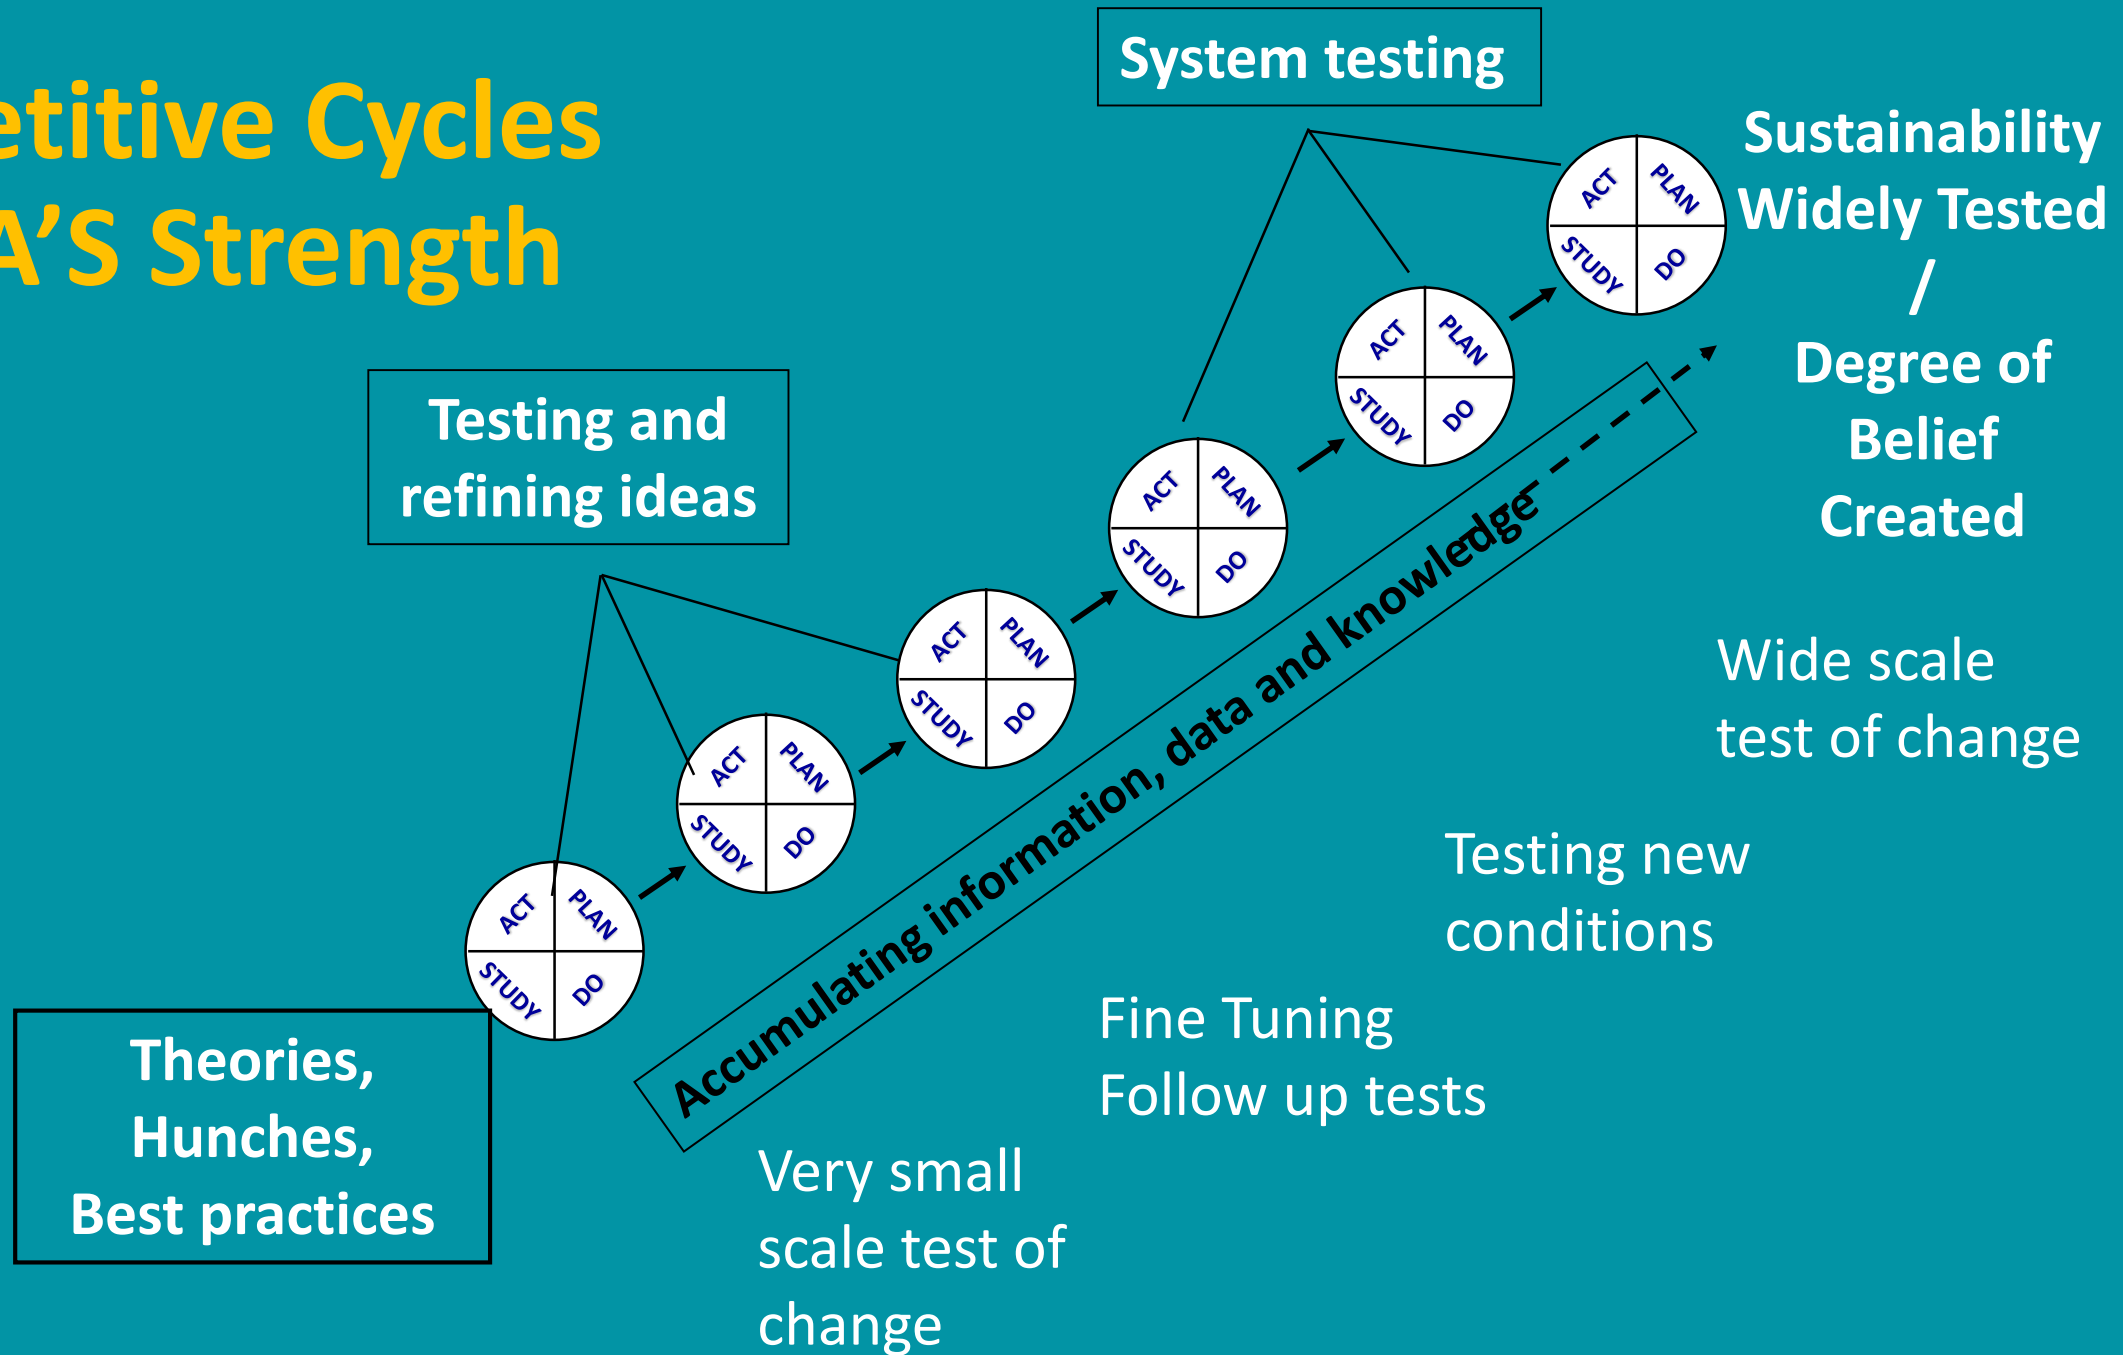 etitive Cycles
A’S Strength
System testing
Sustainability
Widely Tested
/
Degree of
Belief
Created
Testing and
refining ideas
ACT
PLAN
STUDY
DO
ACT
PLAN
STUDY
DO
ACT
PLAN
STUDY
DO
ACT
PLAN
STUDY
DO
ACT
PLAN
STUDY
DO
ACT
PLAN
STUDY
DO
Accumulating information, data and knowledge
Wide scale
test of change
Testing new
conditions
Fine Tuning
Follow up tests
Very small
scale test of
change
Theories,
Hunches,
Best practices